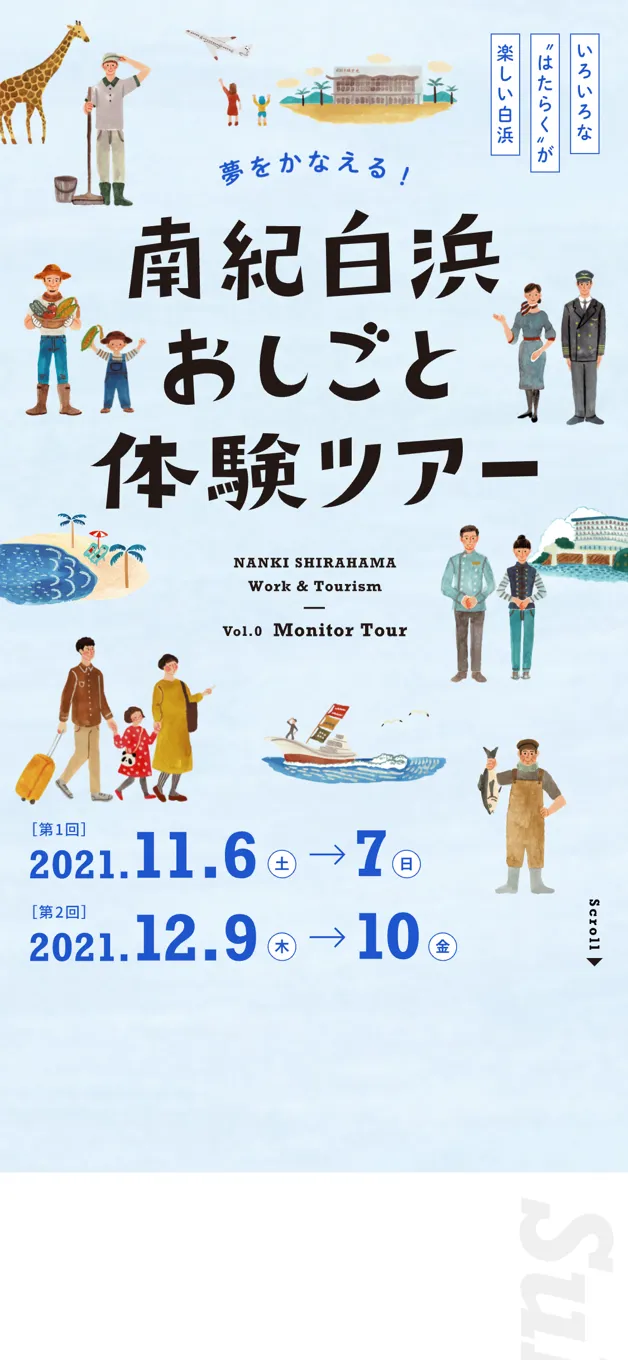 いろいろな
〝はたらく〟が
楽しい白浜
夢をかなえる！
南紀白浜
おしごと
体験ツアー
NANKI SHIRAHAMA
Work & Tourism
Vol.0 Monitor Tour
［第1回］
2021.11.6 土 → 7 日
［第2回］
2021.12.9 木 → 10 金
Scroll